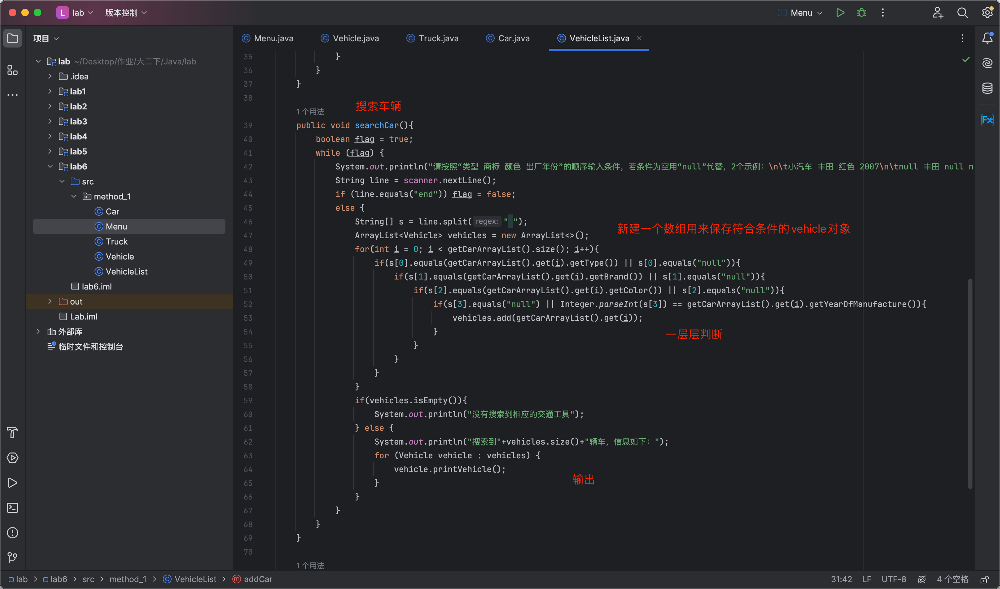 L lab 版本控制 Menu
项目
Menu.java Vehicle.java Truck.java Car.java VehicleList.java
lab ~/Desktop/作业/大二下/Java/lab
.idea
lab1
lab2
lab3
lab4
lab5
lab6
src
method_1
Car
Menu
Truck
Vehicle
VehicleList
lab6.iml
out
Lab.iml
外部库
临时文件和控制台
35 }
36 }
37 }
38
搜索车辆
1 个用法
39 public void searchCar(){
40 boolean flag = true;
41 while (flag) {
42 System.out.println("请按照“类型 商标 颜色 出厂年份”的顺序输入条件，若条件为空用“null”代替，2个示例：\n\t小汽车 丰田 红色 2007\n\tnull 丰田 null n
43 String line = scanner.nextLine();
44 if (line.equals("end")) flag = false;
45 else {
46 String[] s = line.split( regex: " ");
新建一个数组用来保存符合条件的vehicle对象
47 ArrayList<Vehicle> vehicles = new ArrayList<>();
48 for(int i = 0; i < getCarArrayList().size(); i++){
49 if(s[0].equals(getCarArrayList().get(i).getType()) || s[0].equals("null")){
50 if(s[1].equals(getCarArrayList().get(i).getBrand()) || s[1].equals("null")){
51 if(s[2].equals(getCarArrayList().get(i).getColor()) || s[2].equals("null")){
52 if(s[3].equals("null") || Integer.parseInt(s[3]) == getCarArrayList().get(i).getYearOfManufacture()){
53 vehicles.add(getCarArrayList().get(i));
54 }
一层层判断
55 }
56 }
57 }
58 }
59 if(vehicles.isEmpty()){
60 System.out.println("没有搜索到相应的交通工具");
61 } else {
62 System.out.println("搜索到"+vehicles.size()+"辆车，信息如下：");
63 for (Vehicle vehicle : vehicles) {
64 vehicle.printVehicle();
输出
65 }
66 }
67 }
68 }
69 }
70
1 个用法
lab > lab6 > src > method_1 > VehicleList > addCar 31:42 LF UTF-8 4 个空格